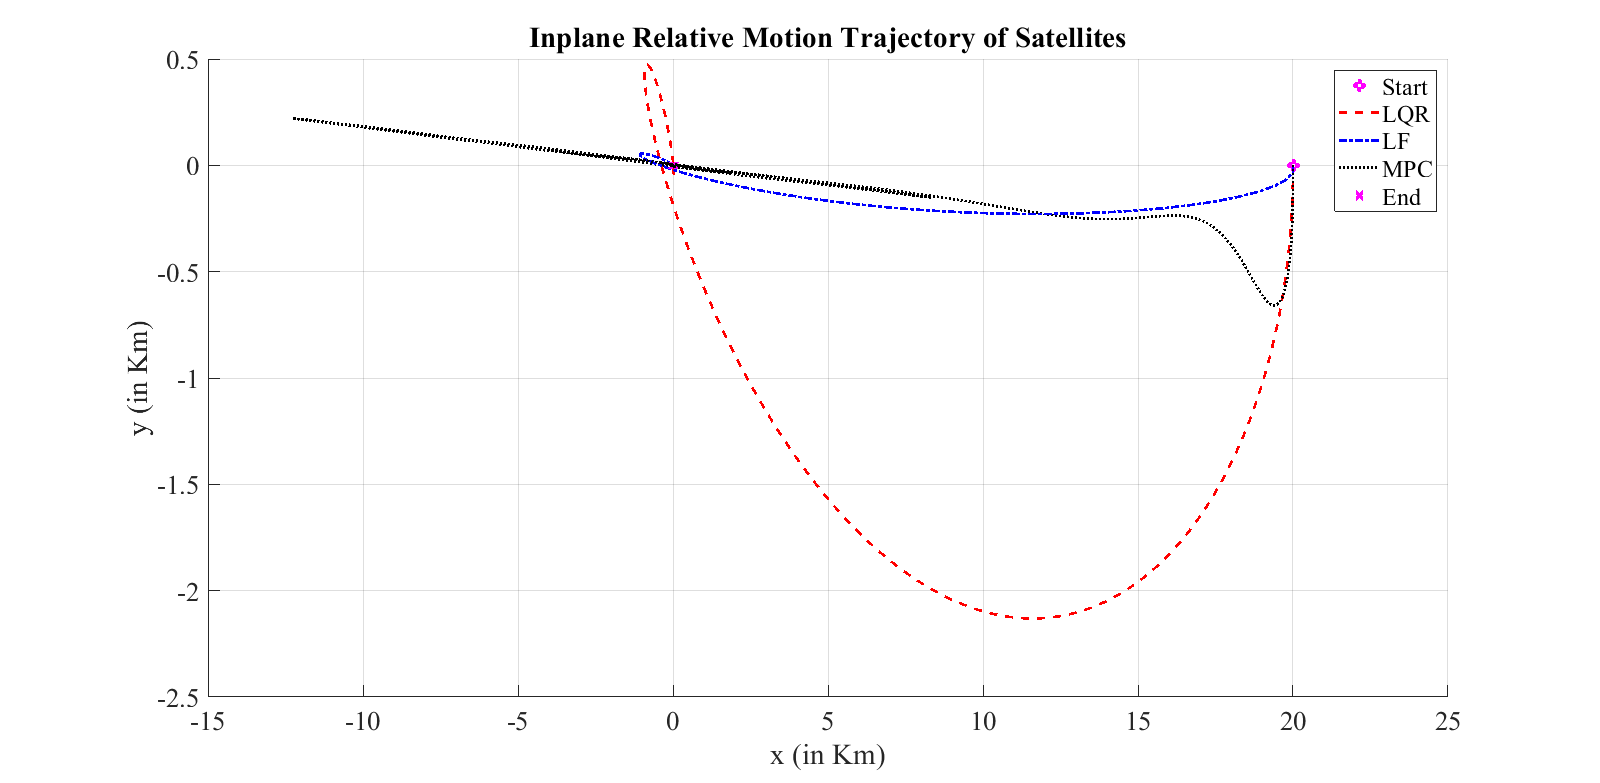 Inplane Relative Motion Trajectory of Satellites
0.5
0
-0.5
-1
-1.5
-2
-2.5
y (in Km)
-15 -10 -5 0 5 10 15 20 25
x (in Km)
Start
LQR
LF
MPC
End